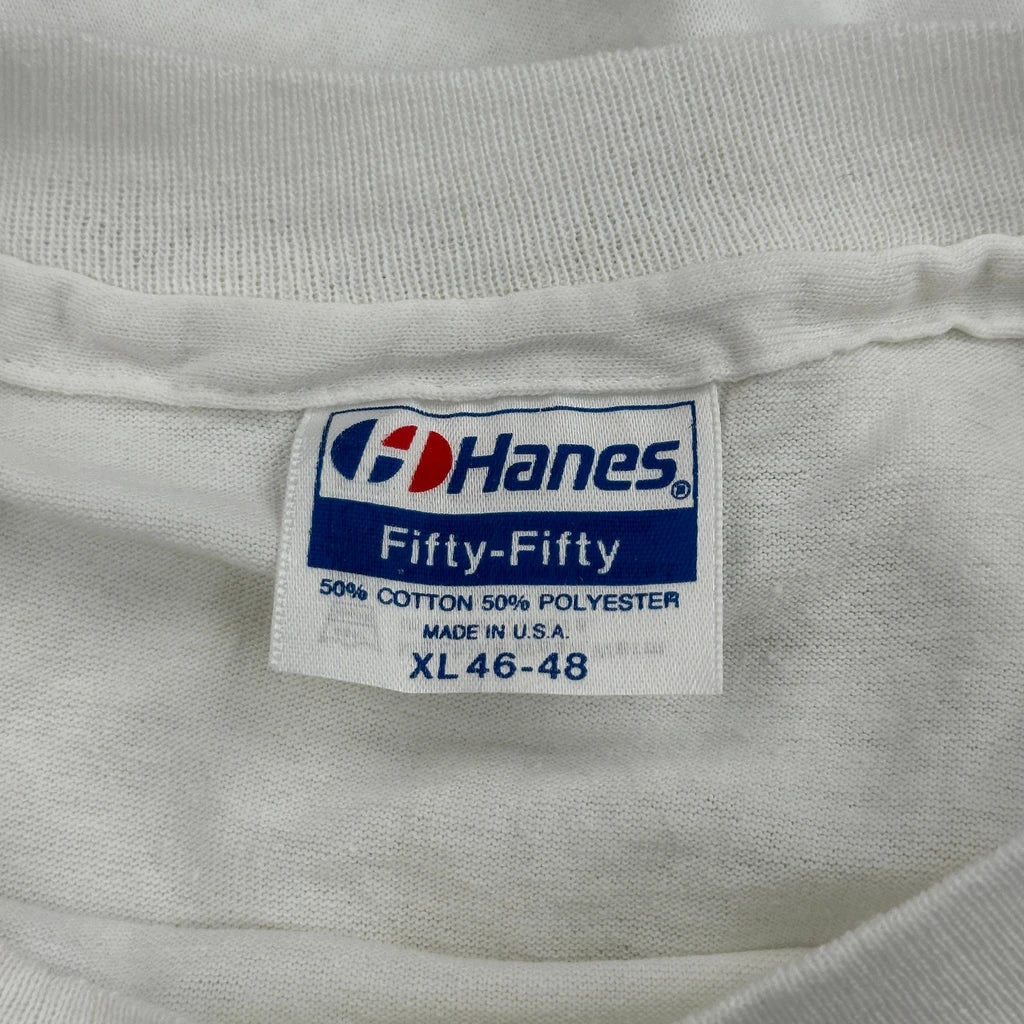 Hanes®
Fifty-Fifty
50% COTTON 50% POLYESTER
MADE IN U.S.A.
XL 46-48